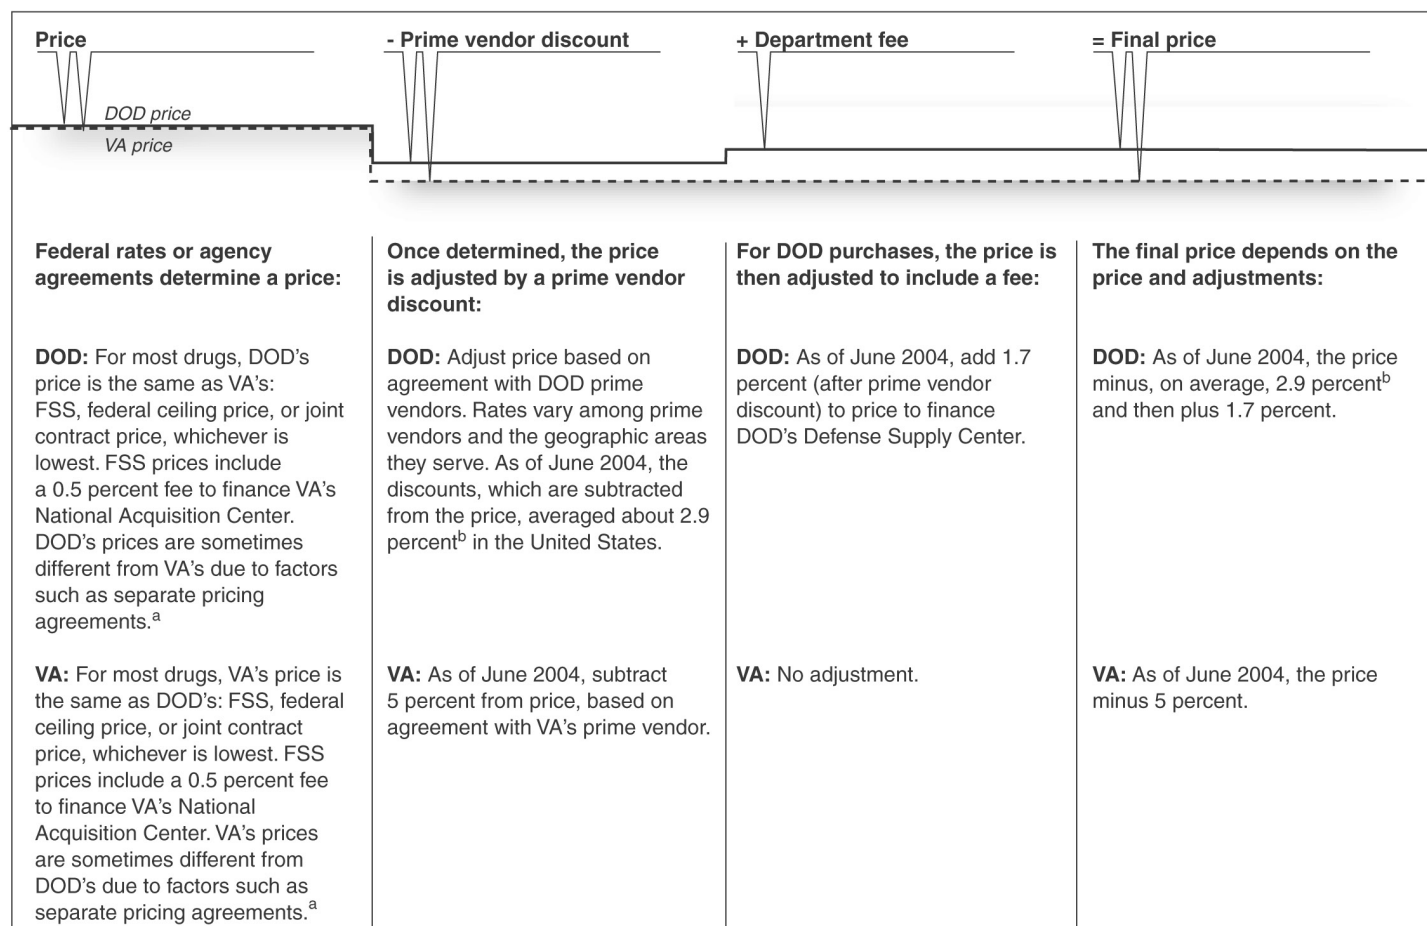 Price
- Prime vendor discount
+ Department fee
= Final price
DOD price
VA price
Federal rates or agency
agreements determine a price:
DOD: For most drugs, DOD's
price is the same as VA's:
FSS, federal ceiling price, or joint
contract price, whichever is
lowest. FSS prices include
a 0.5 percent fee to finance VA's
National Acquisition Center.
DOD's prices are sometimes
different from VA's due to factors
such as separate pricing
agreements.a
VA: For most drugs, VA's price is
the same as DOD's: FSS, federal
ceiling price, or joint contract
price, whichever is lowest. FSS
prices include a 0.5 percent fee
to finance VA's National
Acquisition Center. VA's prices
are sometimes different from
DOD's due to factors such as
separate pricing agreements.a
Once determined, the price
is adjusted by a prime vendor
discount:
DOD: Adjust price based on
agreement with DOD prime
vendors. Rates vary among prime
vendors and the geographic areas
they serve. As of June 2004, the
discounts, which are subtracted
from the price, averaged about 2.9
percentb in the United States.
VA: As of June 2004, subtract
5 percent from price, based on
agreement with VA's prime vendor.
For DOD purchases, the price is
then adjusted to include a fee:
DOD: As of June 2004, add 1.7
percent (after prime vendor
discount) to price to finance
DOD's Defense Supply Center.
VA: No adjustment.
The final price depends on the
price and adjustments:
DOD: As of June 2004, the price
minus, on average, 2.9 percentb
and then plus 1.7 percent.
VA: As of June 2004, the price
minus 5 percent.